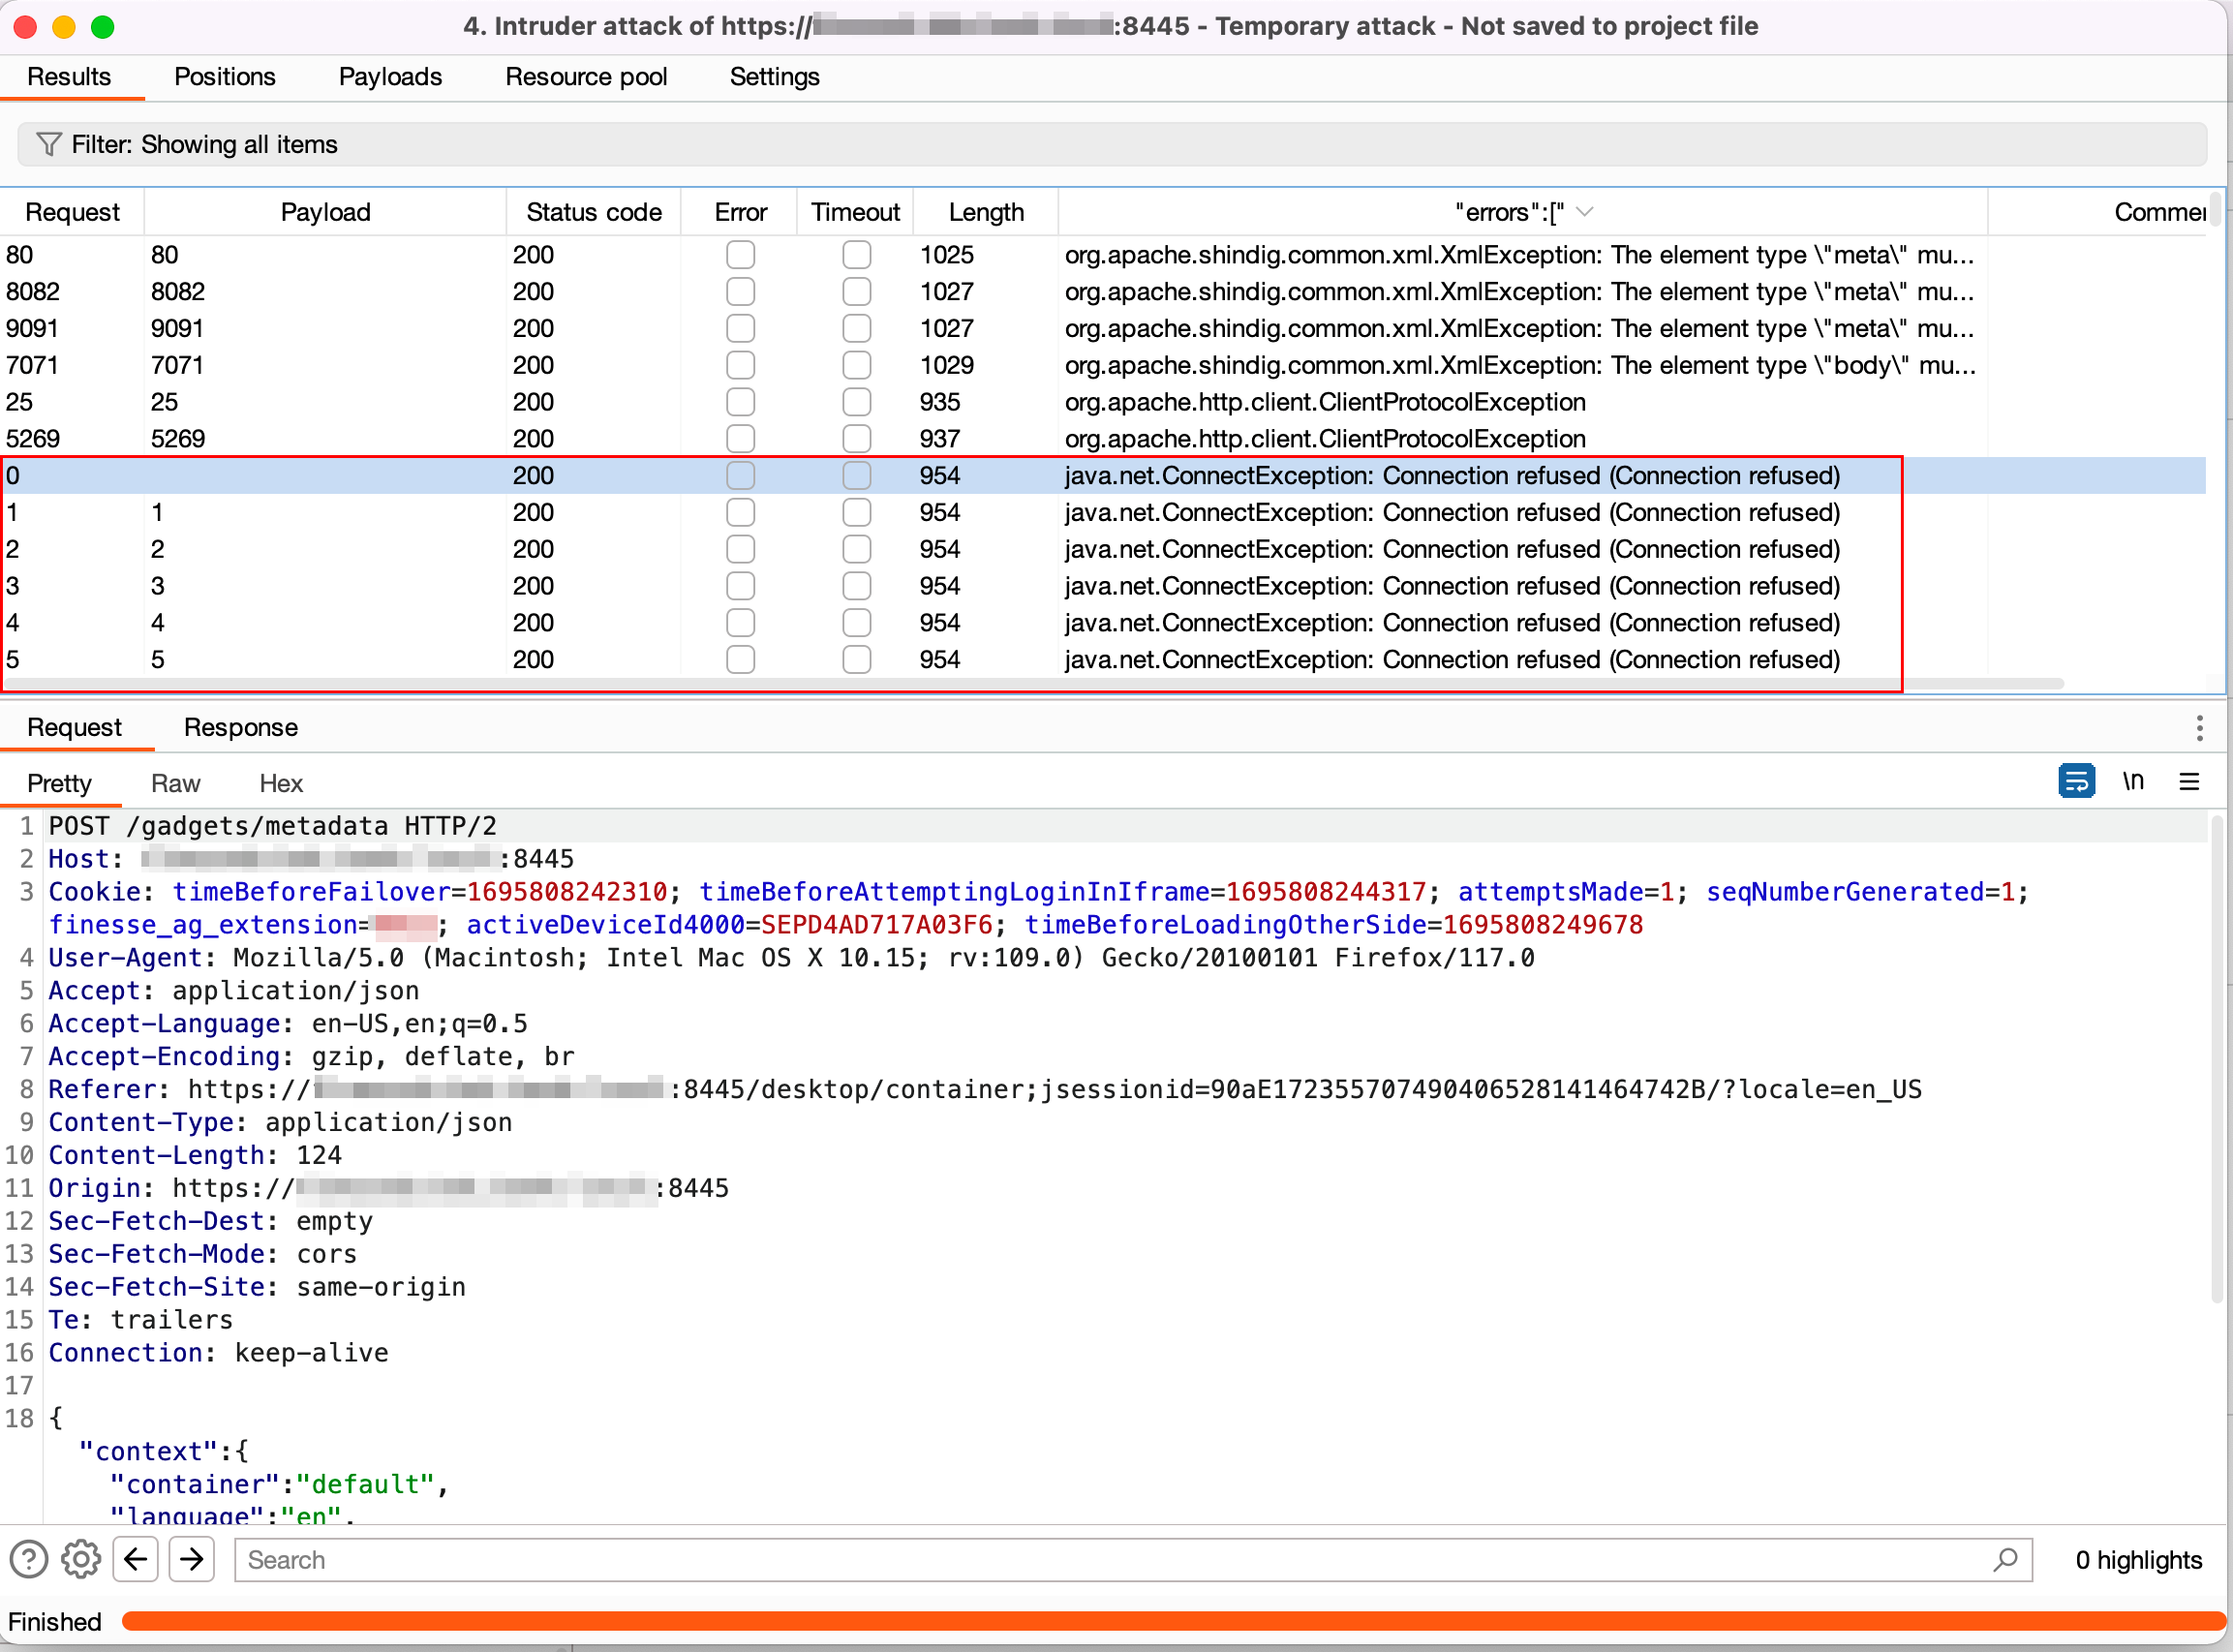 4. Intruder attack of https:// :8445 - Temporary attack - Not saved to project file
Results Positions Payloads Resource pool Settings
Filter: Showing all items
Request Payload Status code Error Timeout Length "errors":[" Commer
80 80 200 1025 org.apache.shindig.common.xml.XmlException: The element type \"meta\" mu...
8082 8082 200 1027 org.apache.shindig.common.xml.XmlException: The element type \"meta\" mu...
9091 9091 200 1027 org.apache.shindig.common.xml.XmlException: The element type \"meta\" mu...
7071 7071 200 1029 org.apache.shindig.common.xml.XmlException: The element type \"body\" mu...
25 25 200 935 org.apache.http.client.ClientProtocolException
5269 5269 200 937 org.apache.http.client.ClientProtocolException
0 200 954 java.net.ConnectException: Connection refused (Connection refused)
1 1 200 954 java.net.ConnectException: Connection refused (Connection refused)
2 2 200 954 java.net.ConnectException: Connection refused (Connection refused)
3 3 200 954 java.net.ConnectException: Connection refused (Connection refused)
4 4 200 954 java.net.ConnectException: Connection refused (Connection refused)
5 5 200 954 java.net.ConnectException: Connection refused (Connection refused)
Request Response
Pretty Raw Hex \n
1 POST /gadgets/metadata HTTP/2
2 Host: :8445
3 Cookie: timeBeforeFailover=1695808242310; timeBeforeAttemptingLoginInIframe=1695808244317; attemptsMade=1; seqNumberGenerated=1;
finesse_ag_extension= ; activeDeviceId4000=SEPD4AD717A03F6; timeBeforeLoadingOtherSide=1695808249678
4 User-Agent: Mozilla/5.0 (Macintosh; Intel Mac OS X 10.15; rv:109.0) Gecko/20100101 Firefox/117.0
5 Accept: application/json
6 Accept-Language: en-US,en;q=0.5
7 Accept-Encoding: gzip, deflate, br
8 Referer: https:// :8445/desktop/container;jsessionid=90aE172355707490406528141464742B/?locale=en_US
9 Content-Type: application/json
10 Content-Length: 124
11 Origin: https:// :8445
12 Sec-Fetch-Dest: empty
13 Sec-Fetch-Mode: cors
14 Sec-Fetch-Site: same-origin
15 Te: trailers
16 Connection: keep-alive
17
18 {
"context":{
"container":"default",
"language":"en",
Search 0 highlights
Finished